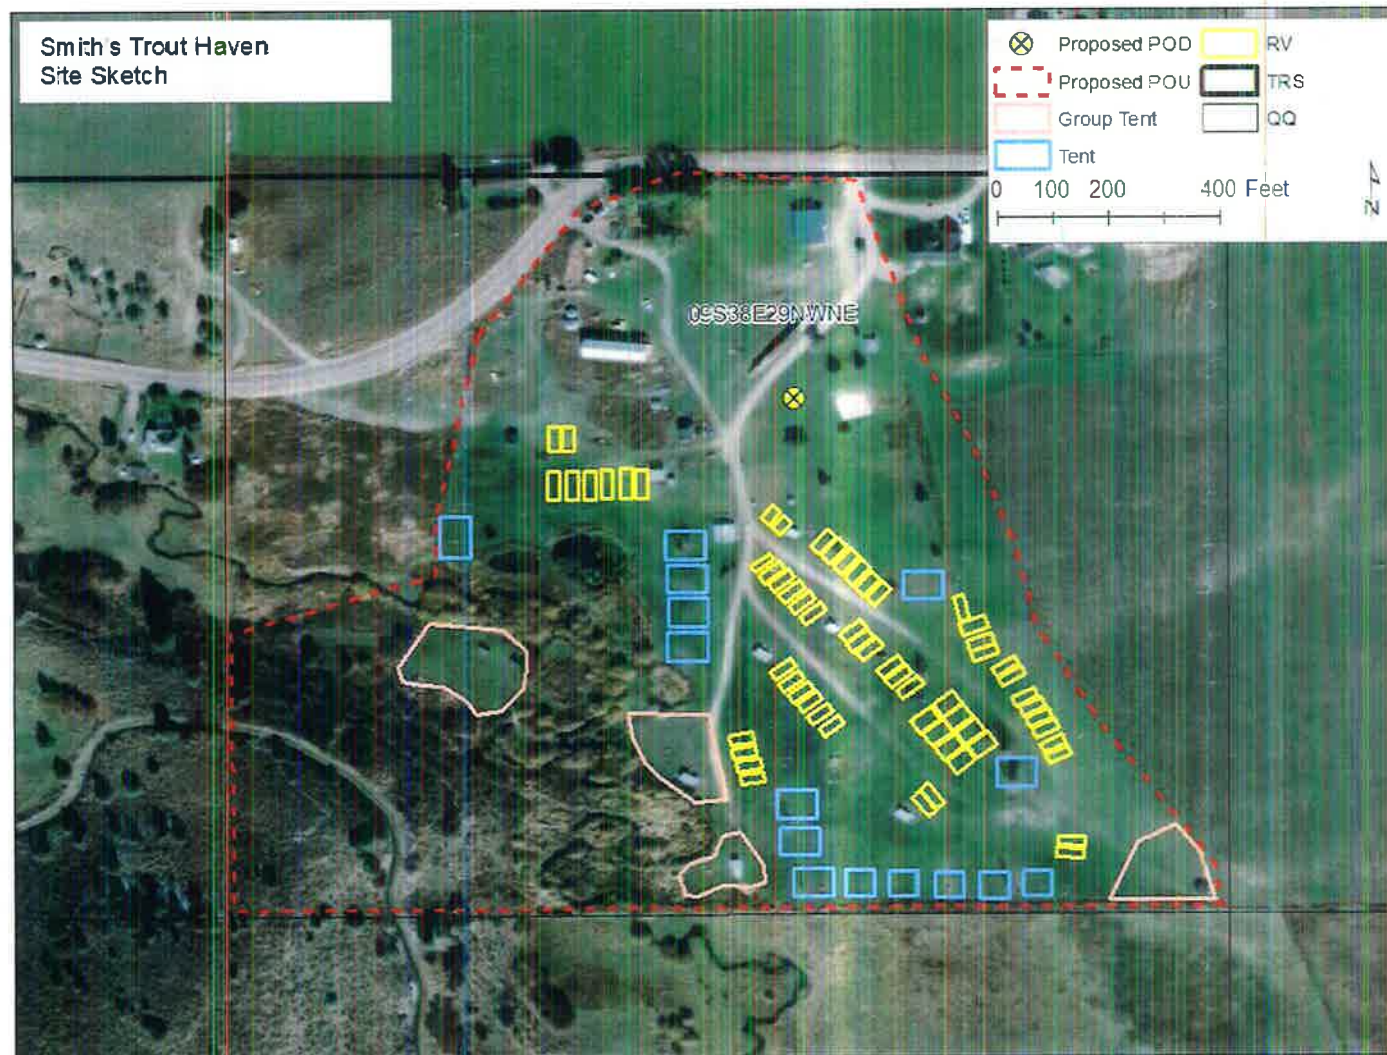 Smith's Trout Haven
Site Sketch
Proposed POD
RV
Proposed POU
TRS
Group Tent
QQ
Tent
0 100 200 400 Feet
N
09S38E29NWNE